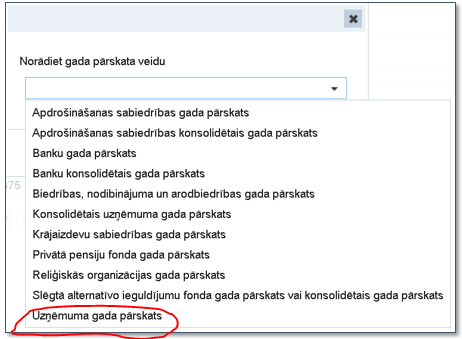 Norādiet gada pārskata veidu
Apdrošināšanas sabiedrības gada pārskats
Apdrošināšanas sabiedrības konsolidētais gada pārskats
Banku gada pārskats
Banku konsolidētais gada pārskats
Biedrības, nodibinājuma un arodbiedrības gada pārskats
Konsolidētais uzņēmuma gada pārskats
Krājaizdevu sabiedrības gada pārskats
Privātā pensiju fonda gada pārskats
Reliģiskās organizācijas gada pārskats
Slēgtā alternatīvo ieguldījumu fonda gada pārskats vai konsolidētais gada pārskats
Uzņēmuma gada pārskats